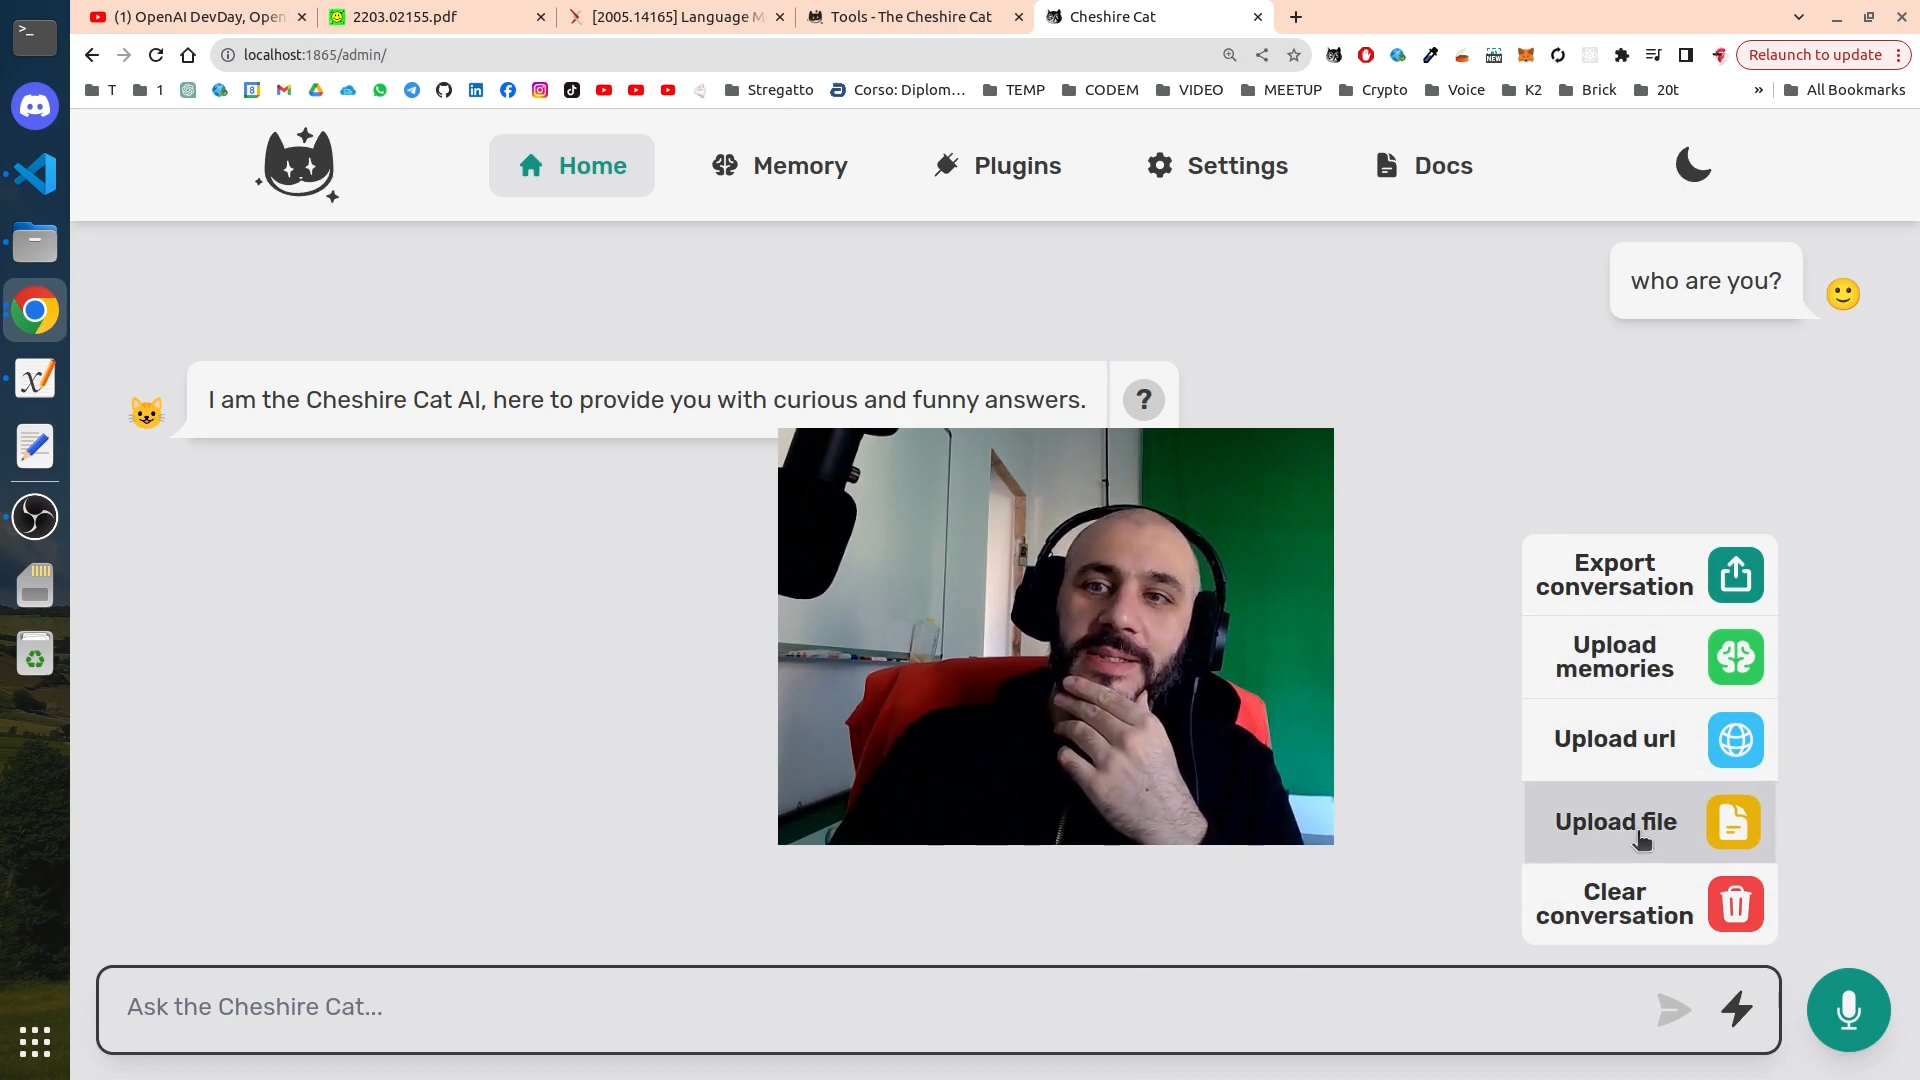 (1) OpenAI DevDay, Open
2203.02155.pdf
[2005.14165] Language M
Tools - The Cheshire Cat
Cheshire Cat
localhost:1865/admin/
Relaunch to update
T
1
8
Stregatto
Corso: Diplom...
TEMP
CODEM
VIDEO
MEETUP
Crypto
Voice
K2
Brick
20t
»
All Bookmarks
Home
Memory
Plugins
Settings
Docs
who are you?
I am the Cheshire Cat AI, here to provide you with curious and funny answers.
?
Export
conversation
Upload
memories
Upload url
Upload file
Clear
conversation
Ask the Cheshire Cat...